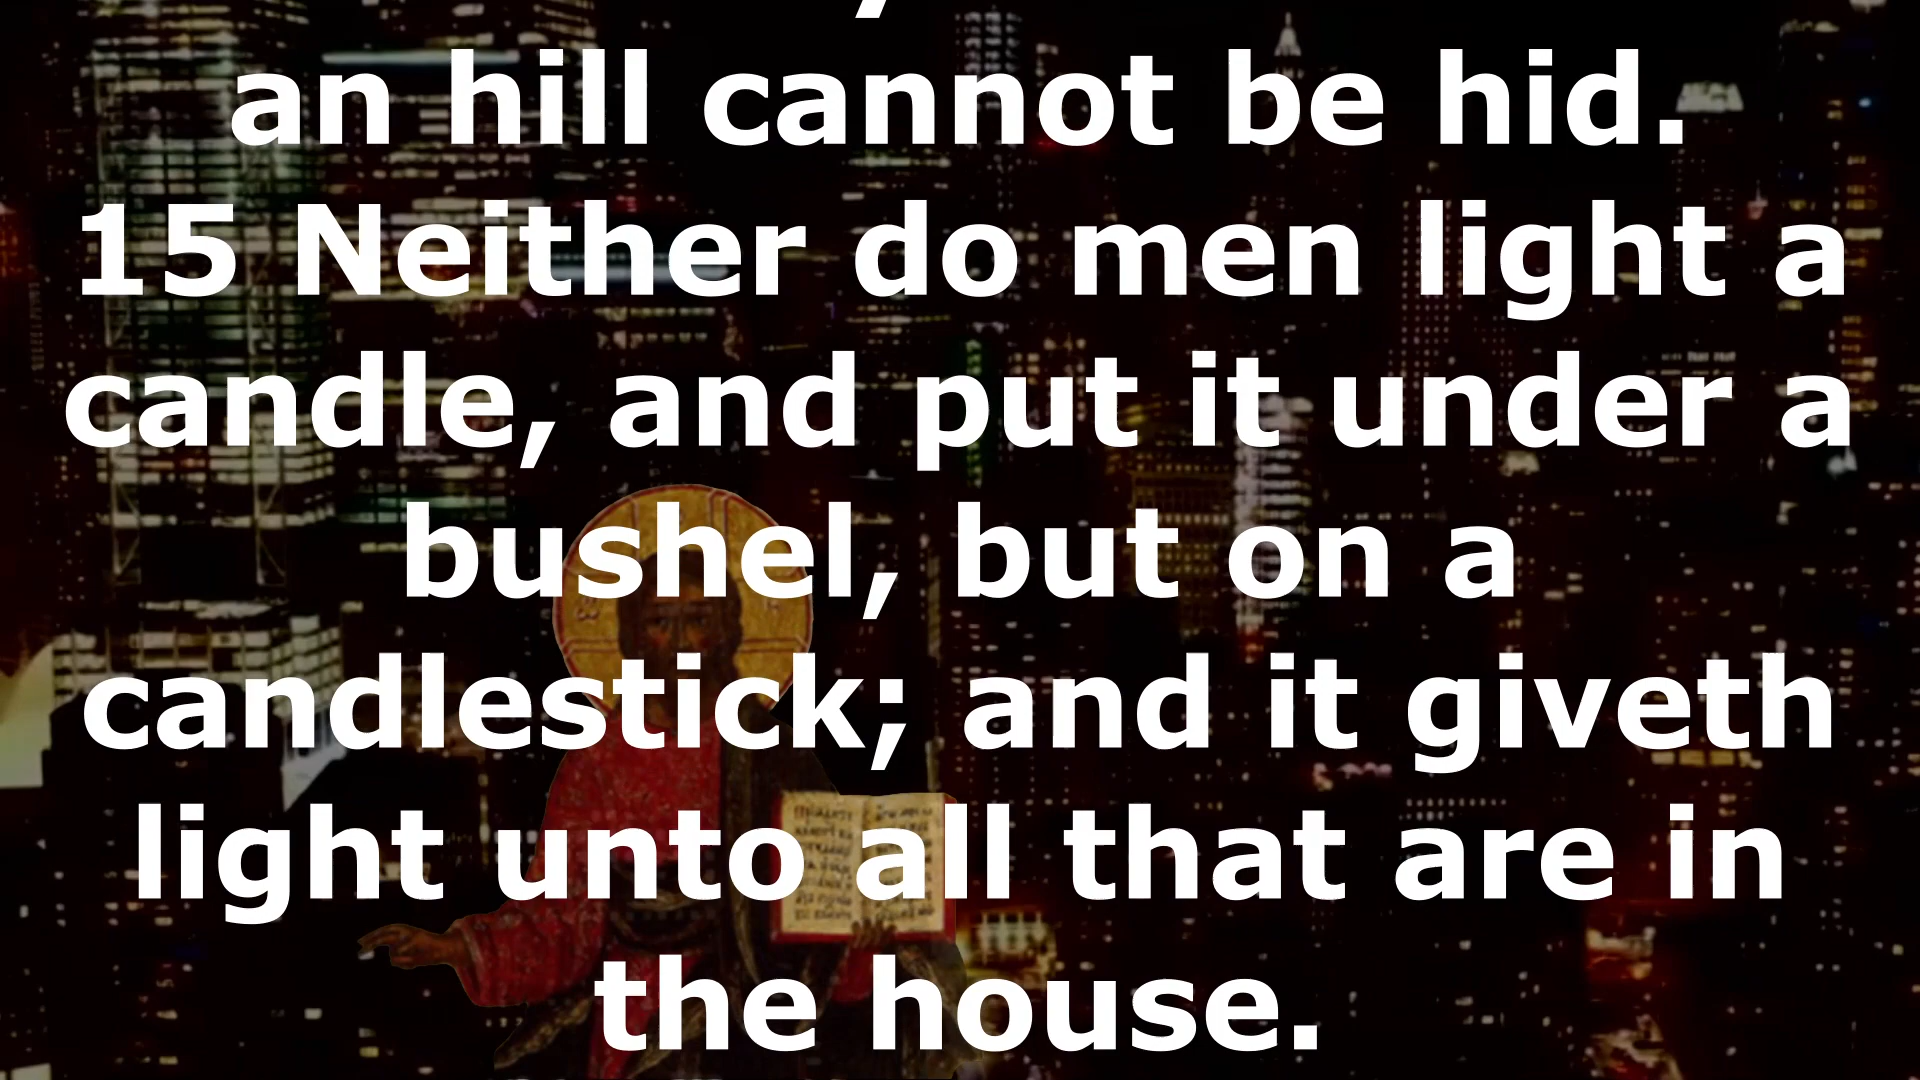 an hill cannot be hid.
15 Neither do men light a
candle, and put it under a
bushel, but on a
candlestick; and it giveth
light unto all that are in
the house.